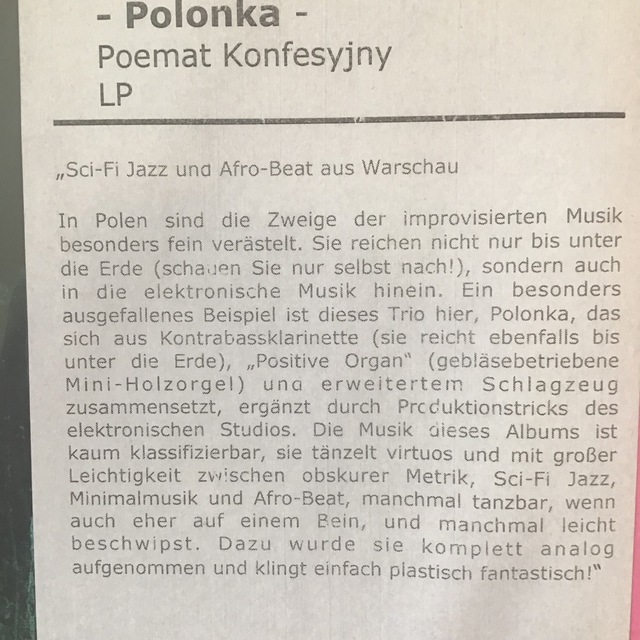 - Polonka -
Poemat Konfesyjny
LP
„Sci-Fi Jazz und Afro-Beat aus Warschau
In Polen sind die Zweige der improvisierten Musik
besonders fein verästelt. Sie reichen nicht nur bis unter
die Erde (schauen Sie nur selbst nach!), sondern auch
in die elektronische Musik hinein. Ein besonders
ausgefallenes Beispiel ist dieses Trio hier, Polonka, das
sich aus Kontrabassklarinette (sie reicht ebenfalls bis
unter die Erde), „Positive Organ“ (gebläsebetriebene
Mini-Holzorgel) und erweitertem Schlagzeug
zusammensetzt, ergänzt durch Produktionstricks des
elektronischen Studios. Die Musik dieses Albums ist
kaum klassifizierbar, sie tänzelt virtuos und mit großer
Leichtigkeit zwischen obskurer Metrik, Sci-Fi Jazz,
Minimalmusik und Afro-Beat, manchmal tanzbar, wenn
auch eher auf einem Bein, und manchmal leicht
beschwipst. Dazu wurde sie komplett analog
aufgenommen und klingt einfach plastisch fantastisch!“